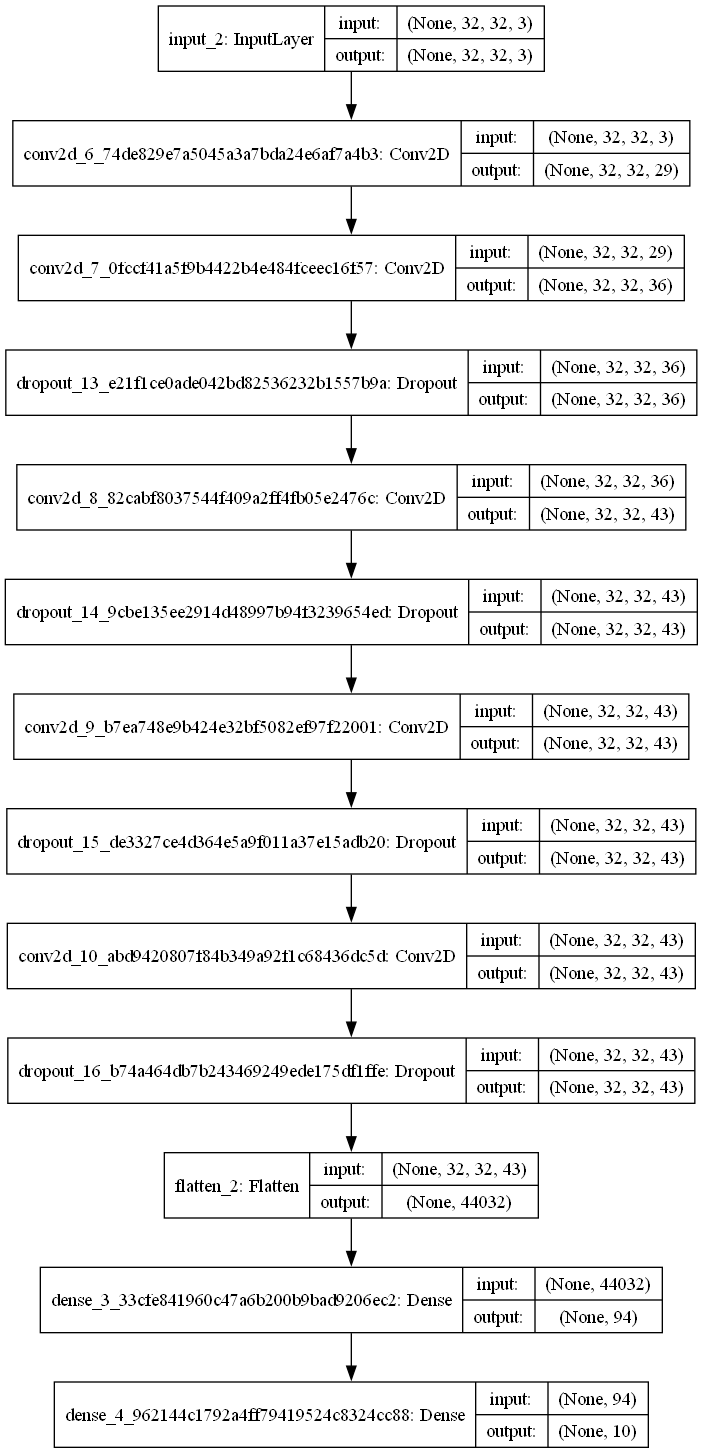 input_2: InputLayer
input: (None, 32, 32, 3)
output: (None, 32, 32, 3)
conv2d_6_74de829e7a5045a3a7bda24e6af7a4b3: Conv2D
input: (None, 32, 32, 3)
output: (None, 32, 32, 29)
conv2d_7_0fccf41a5f9b4422b4e484fceec16f57: Conv2D
input: (None, 32, 32, 29)
output: (None, 32, 32, 36)
dropout_13_e21f1ce0ade042bd82536232b1557b9a: Dropout
input: (None, 32, 32, 36)
output: (None, 32, 32, 36)
conv2d_8_82cabf8037544f409a2ff4fb05e2476c: Conv2D
input: (None, 32, 32, 36)
output: (None, 32, 32, 43)
dropout_14_9cbe135ee2914d48997b94f3239654ed: Dropout
input: (None, 32, 32, 43)
output: (None, 32, 32, 43)
conv2d_9_b7ea748e9b424e32bf5082ef97f22001: Conv2D
input: (None, 32, 32, 43)
output: (None, 32, 32, 43)
dropout_15_de3327ce4d364e5a9f011a37e15adb20: Dropout
input: (None, 32, 32, 43)
output: (None, 32, 32, 43)
conv2d_10_abd9420807f84b349a92f1c68436dc5d: Conv2D
input: (None, 32, 32, 43)
output: (None, 32, 32, 43)
dropout_16_b74a464db7b243469249ede175df1ffe: Dropout
input: (None, 32, 32, 43)
output: (None, 32, 32, 43)
flatten_2: Flatten
input: (None, 32, 32, 43)
output: (None, 44032)
dense_3_33cfe841960c47a6b200b9bad9206ec2: Dense
input: (None, 44032)
output: (None, 94)
dense_4_962144c1792a4ff79419524c8324cc88: Dense
input: (None, 94)
output: (None, 10)